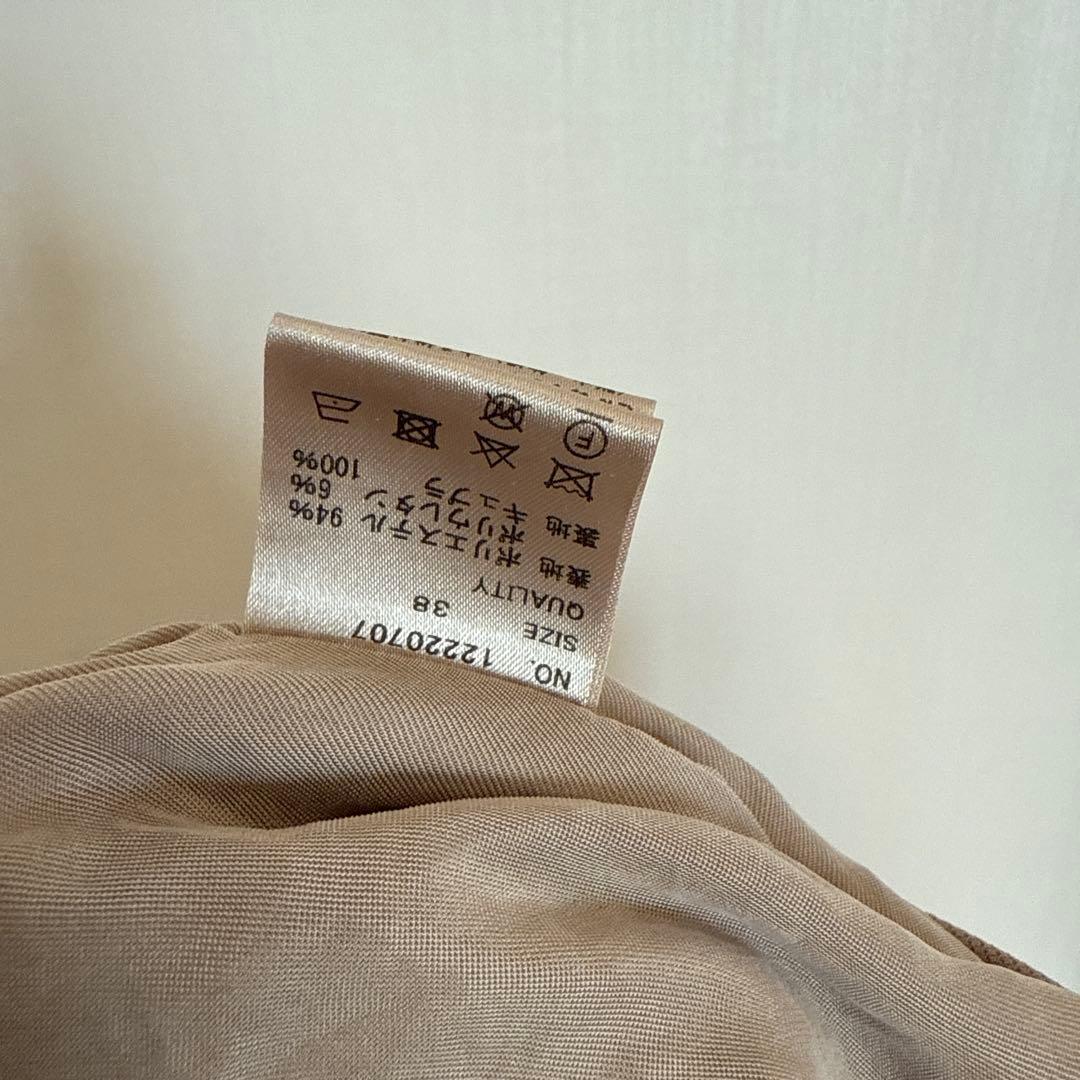 NO. 12220707
SIZE 38
QUALITY
表地 ポリエステル 94%
ポリウレタン 6%
裏地 キュプラ 100%
F
W